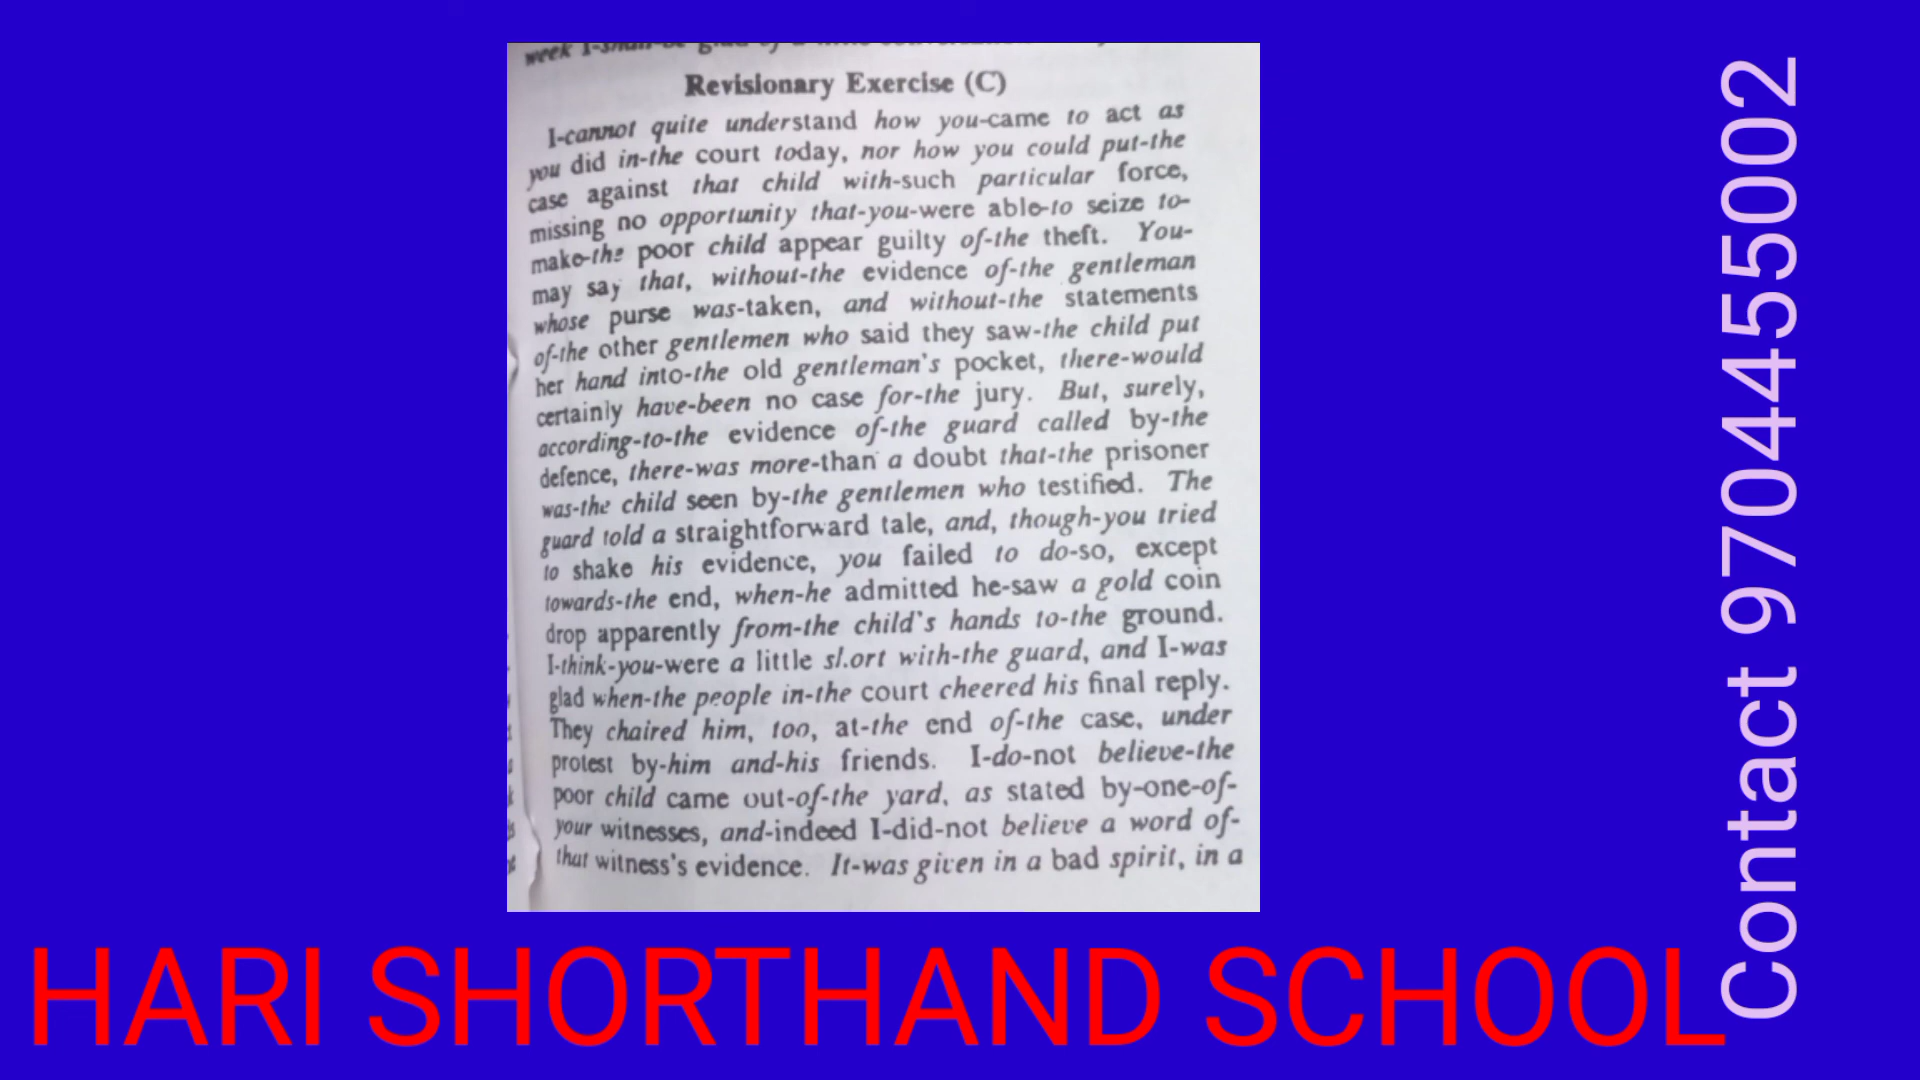 week I-shall-be glad
Revisionary Exercise (C)
I-cannot quite understand how you-came to act as
you did in-the court today, nor how you could put-the
case against that child with-such particular force,
missing no opportunity that-you-were able-to seize to-
make-the poor child appear guilty of-the theft. You-
may say that, without-the evidence of-the gentleman
whose purse was-taken, and without-the statements
of-the other gentlemen who said they saw-the child put
her hand into-the old gentleman's pocket, there-would
certainly have-been no case for-the jury. But, surely,
according-to-the evidence of-the guard called by-the
defence, there-was more-than a doubt that-the prisoner
was-the child seen by-the gentlemen who testified. The
guard told a straightforward tale, and, though-you tried
to shake his evidence, you failed to do-so, except
towards-the end, when-he admitted he-saw a gold coin
drop apparently from-the child's hands to-the ground.
I-think-you-were a little short with-the guard, and I-was
glad when-the people in-the court cheered his final reply.
They chaired him, too, at-the end of-the case, under
protest by-him and-his friends. I-do-not believe-the
poor child came out-of-the yard, as stated by-one-of-
your witnesses, and-indeed I-did-not believe a word of-
that witness's evidence. It-was given in a bad spirit, in a
HARI SHORTHAND SCHOOL
Contact 9704455002